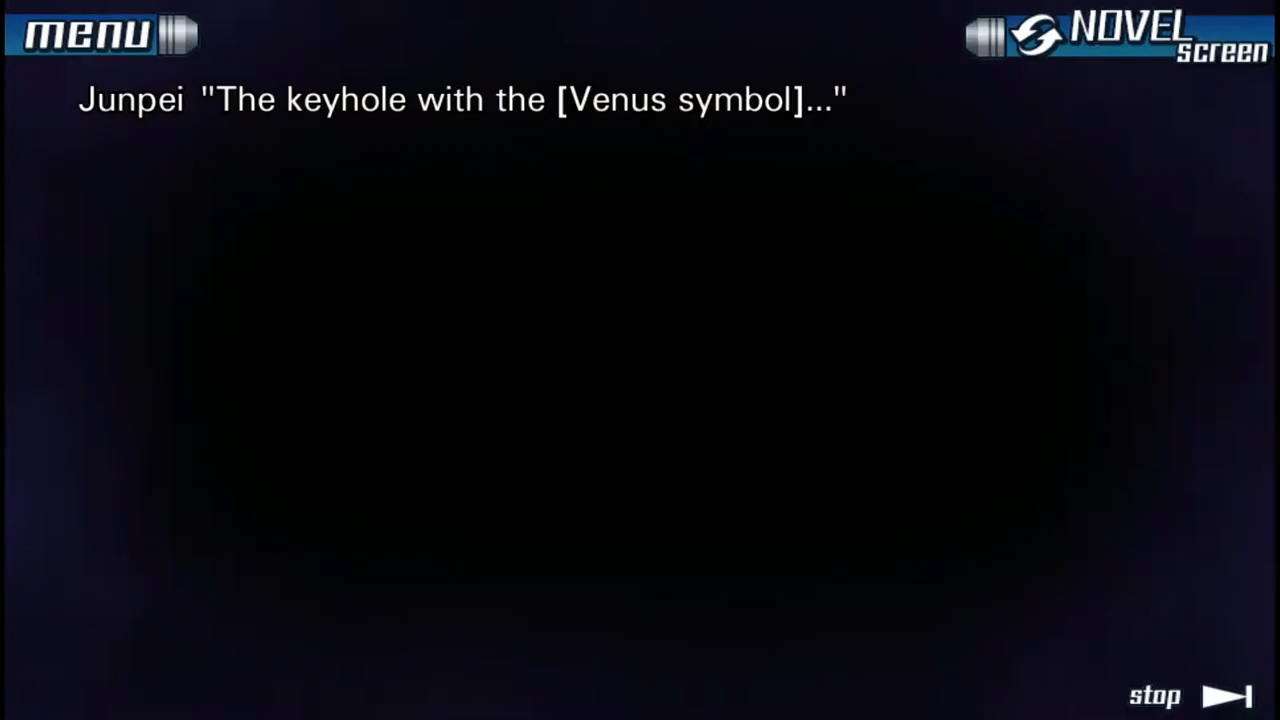 menu
NOVEL
screen
Junpei "The keyhole with the [Venus symbol]..."
stop